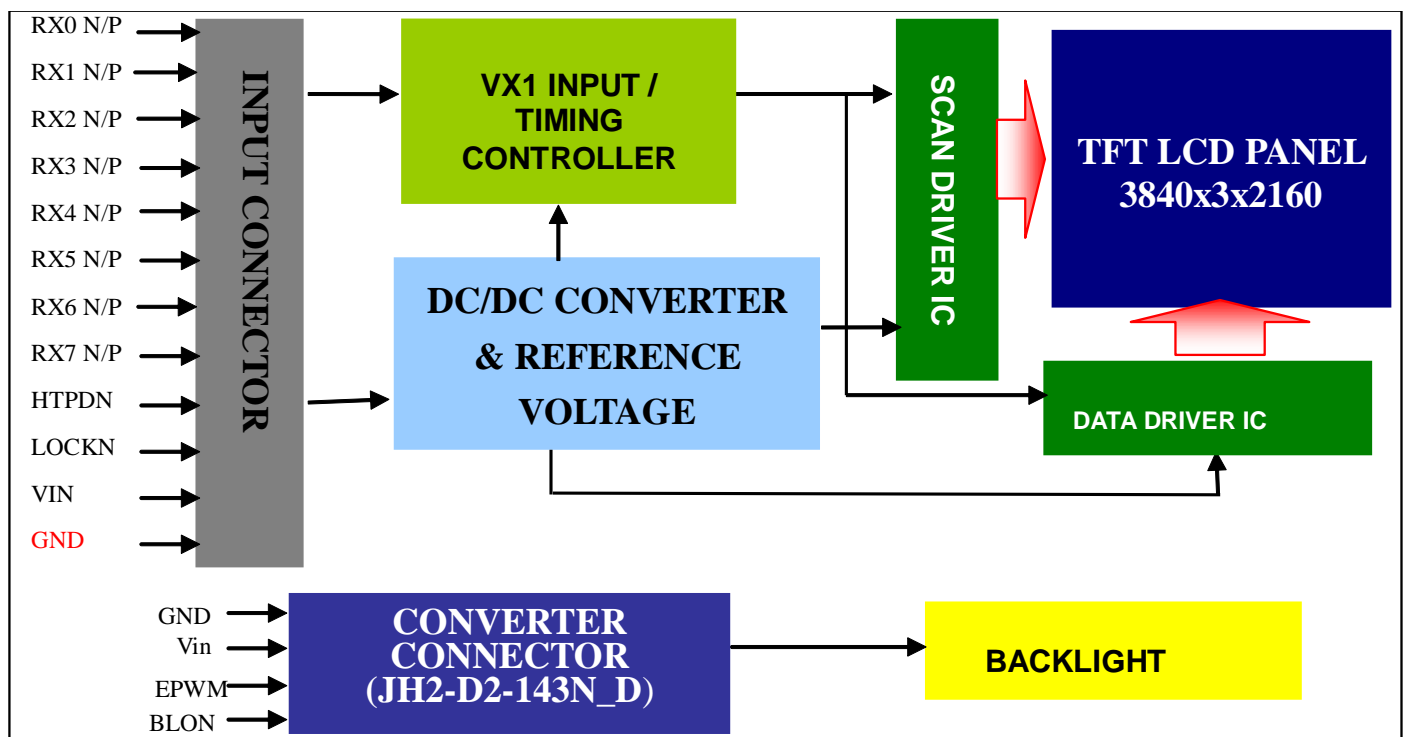 RX0 N/P
RX1 N/P
RX2 N/P
RX3 N/P
RX4 N/P
RX5 N/P
RX6 N/P
RX7 N/P
HTPDN
LOCKN
VIN
GND
INPUT CONNECTOR
VX1 INPUT /
TIMING
CONTROLLER
DC/DC CONVERTER
& REFERENCE
VOLTAGE
SCAN DRIVER IC
TFT LCD PANEL
3840x3x2160
DATA DRIVER IC
GND
Vin
EPWM
BLON
CONVERTER
CONNECTOR
(JH2-D2-143N_D)
BACKLIGHT